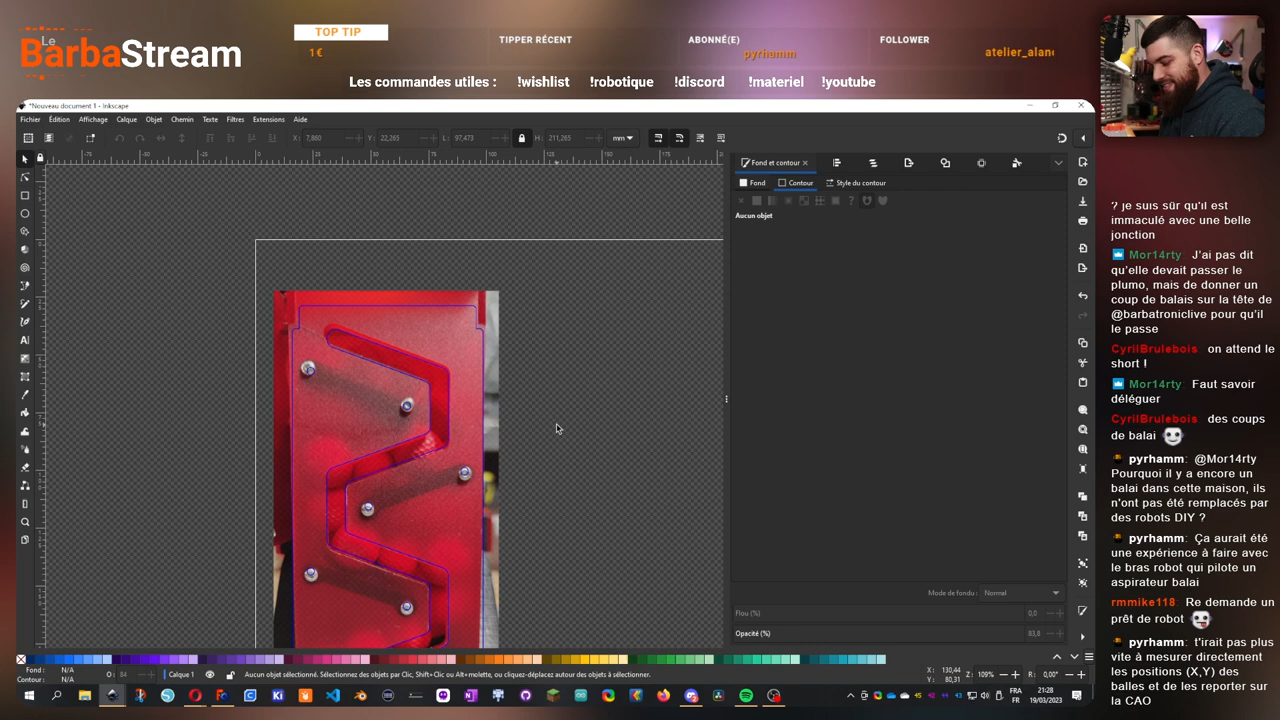 Le
BarbaStream
TOP TIP
1€
TIPPER RÉCENT
ABONNÉ(E)
pyrhamm
FOLLOWER
atelier_alan
Les commandes utiles : !wishlist !robotique !discord !materiel !youtube
*Nouveau document 1 - Inkscape
Fichier Édition Affichage Calque Objet Chemin Texte Filtres Extensions Aide
X: 7,860 Y: 22,265 L: 97,473 H: 211,265 mm
Fond et contour
Fond Contour Style du contour
Aucun objet
Mode de fondu : Normal
Flou (%) 0,0
Opacité (%) 83,8
Fond : N/A
Contour : N/A
O: 84
Calque 1
Aucun objet sélectionné. Sélectionnez des objets par Clic, Shift+Clic ou Alt+molette, ou cliquez-déplacez autour des objets à sélectionner.
X: 130,44
Y: 80,31
Z: 109%
R: 0,00°
FRA
FR
21:28
19/03/2023
? je suis sûr qu'il est
immaculé avec une belle
jonction
Mor14rty J'ai pas dit
qu'elle devait passer le
plumo, mais de donner un
coup de balais sur la tête de
@barbatroniclive pour qu'il
le passe
CyrilBrulebois on attend le
short !
Mor14rty : Faut savoir
déléguer
CyrilBrulebois des coups
de balai
pyrhamm : @Mor14rty
Pourquoi il y a encore un
balai dans cette maison, ils
n'ont pas été remplacés par
des robots DIY ?
pyrhamm : Ça aurait été
une expérience à faire avec
le bras robot qui pilote un
aspirateur balai
rmmike118 : Re demande un
prêt de robot
pyrhamm : t'irait pas plus
vite à mesurer directement
les positions (X,Y) des
balles et de les reporter sur
la CAO